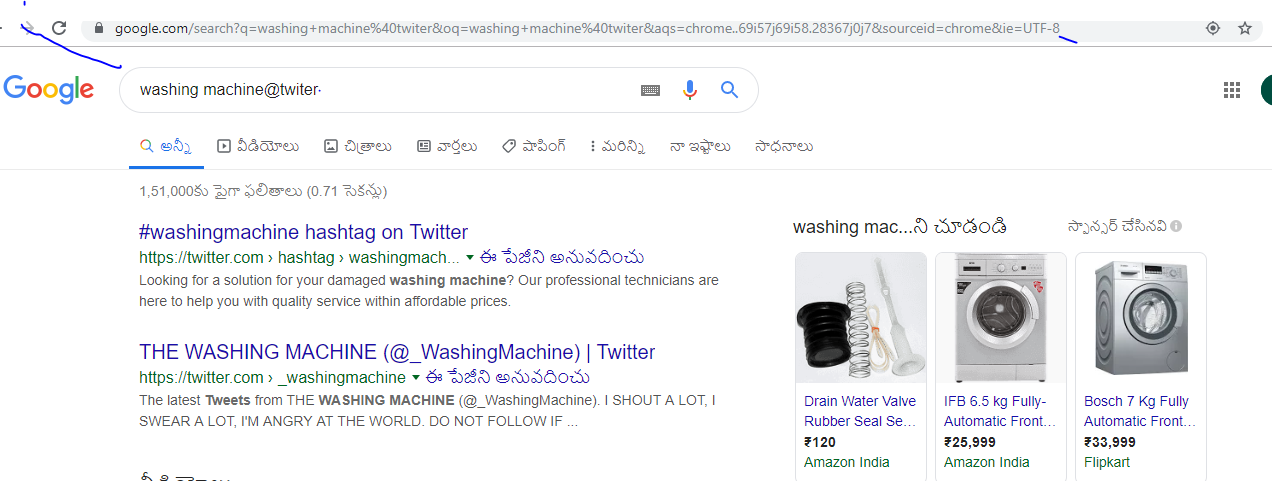 google.com/search?q=washing+machine%40twiter&oq=washing+machine%40twiter&aqs=chrome..69i57j69i58.28367j0j7&sourceid=chrome&ie=UTF-8
Google
washing machine@twiter
అన్నీ వీడియోలు చిత్రాలు వార్తలు షాపింగ్ మరిన్ని నా ఇష్టాలు సాధనాలు
1,51,000కు పైగా ఫలితాలు (0.71 సెకన్లు)
#washingmachine hashtag on Twitter
https://twitter.com › hashtag › washingmach... ఈ పేజీని అనువదించు
Looking for a solution for your damaged washing machine? Our professional technicians are
here to help you with quality service within affordable prices.
THE WASHING MACHINE (@_WashingMachine) | Twitter
https://twitter.com › _washingmachine ఈ పేజీని అనువదించు
The latest Tweets from THE WASHING MACHINE (@_WashingMachine). I SHOUT A LOT, I
SWEAR A LOT, I'M ANGRY AT THE WORLD. DO NOT FOLLOW IF ...
washing mac...ని చూడండి స్పాన్సర్ చేసినవి
Drain Water Valve
Rubber Seal Se...
₹120
Amazon India
IFB 6.5 kg Fully-
Automatic Front...
₹25,999
Amazon India
Bosch 7 Kg Fully
Automatic Front...
₹33,999
Flipkart